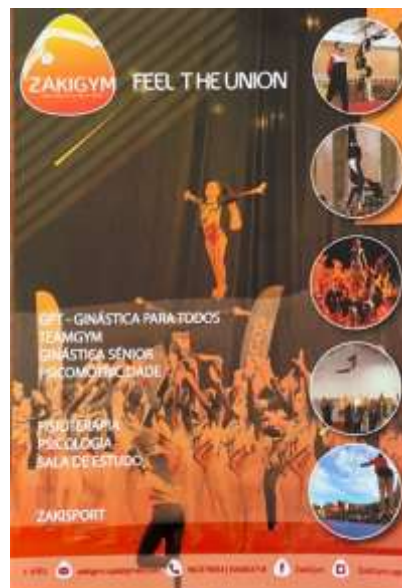 ZAKIGYM
FEEL THE UNION
GPT - GINÁSTICA PARA TODOS
TEAMGYM
GINÁSTICA SÉNIOR
PSICOMOTRICIDADE
FISIOTERAPIA
PSICOLOGIA
SALA DE ESTUDO
ZAKISPORT